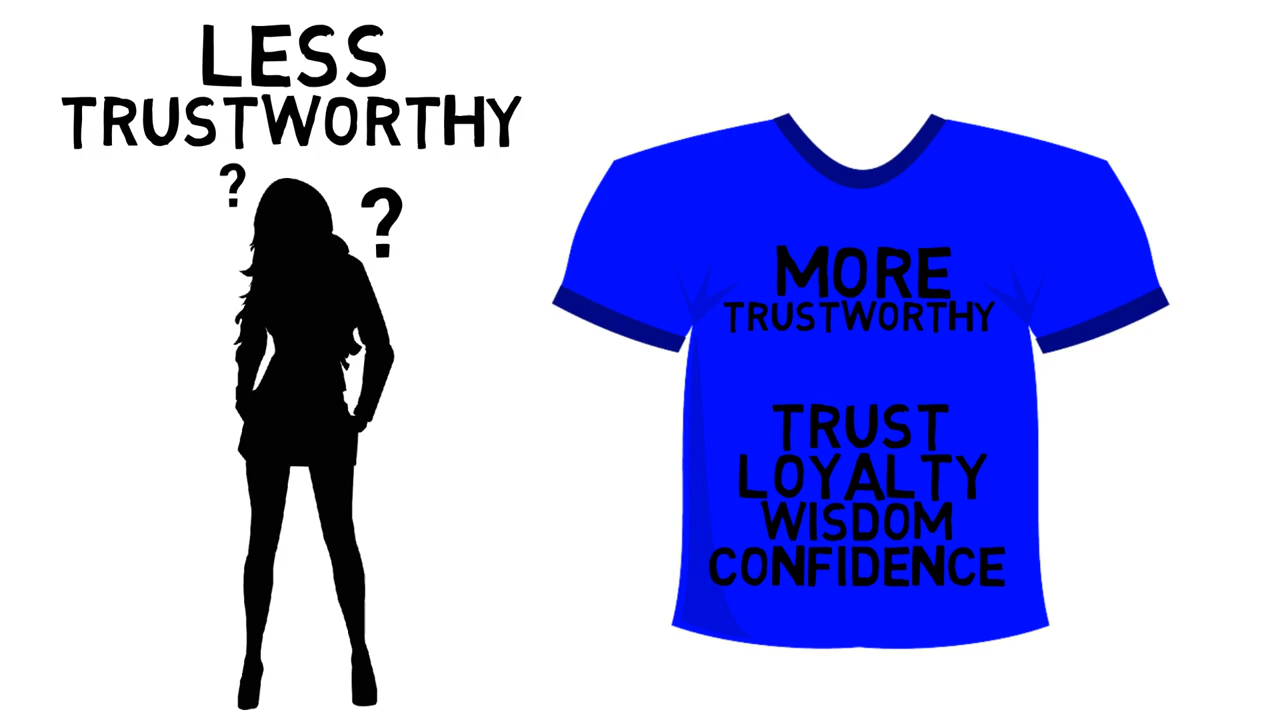 LESS
TRUSTWORTHY
?
?
MORE
TRUSTWORTHY
TRUST
LOYALTY
WISDOM
CONFIDENCE